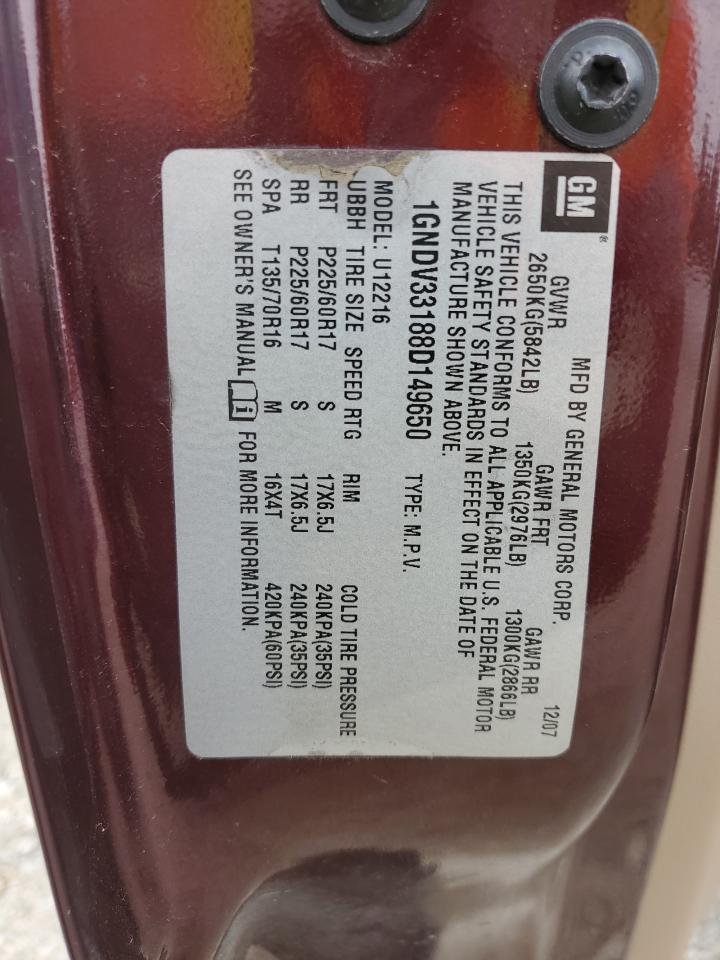 GM®
MFD BY GENERAL MOTORS CORP. 12/07
GVWR GAWR FRT GAWR RR
2650KG(5842LB) 1350KG(2976LB) 1300KG(2866LB)
THIS VEHICLE CONFORMS TO ALL APPLICABLE U.S. FEDERAL MOTOR
VEHICLE SAFETY STANDARDS IN EFFECT ON THE DATE OF
MANUFACTURE SHOWN ABOVE.
1GNDV33188D149650 TYPE: M.P.V.
MODEL: U12216
UBBH TIRE SIZE SPEED RTG RIM COLD TIRE PRESSURE
FRT P225/60R17 S 17X6.5J 240KPA(35PSI)
RR P225/60R17 S 17X6.5J 240KPA(35PSI)
SPA T135/70R16 M 16X4T 420KPA(60PSI)
SEE OWNER'S MANUAL FOR MORE INFORMATION.